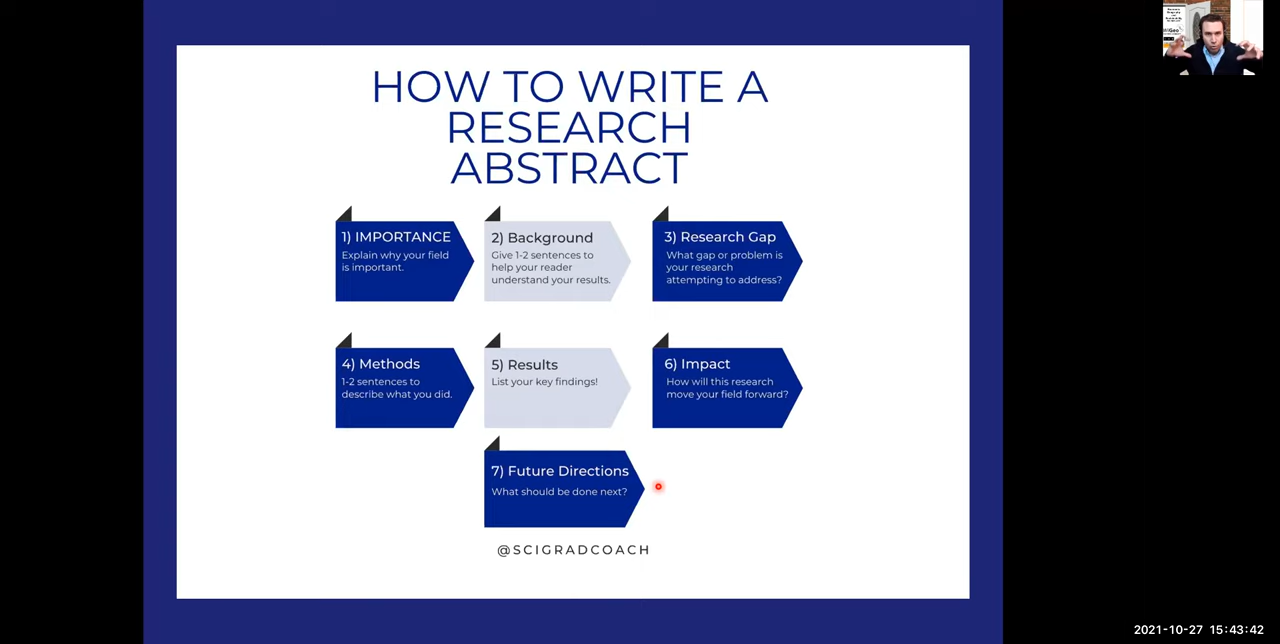 HOW TO WRITE A
RESEARCH
ABSTRACT
1) IMPORTANCE
Explain why your field
is important.
2) Background
Give 1-2 sentences to
help your reader
understand your results.
3) Research Gap
What gap or problem is
your research
attempting to address?
4) Methods
1-2 sentences to
describe what you did.
5) Results
List your key findings!
6) Impact
How will this research
move your field forward?
7) Future Directions
What should be done next?
@SCIGRADCOACH
2021-10-27 15:43:42